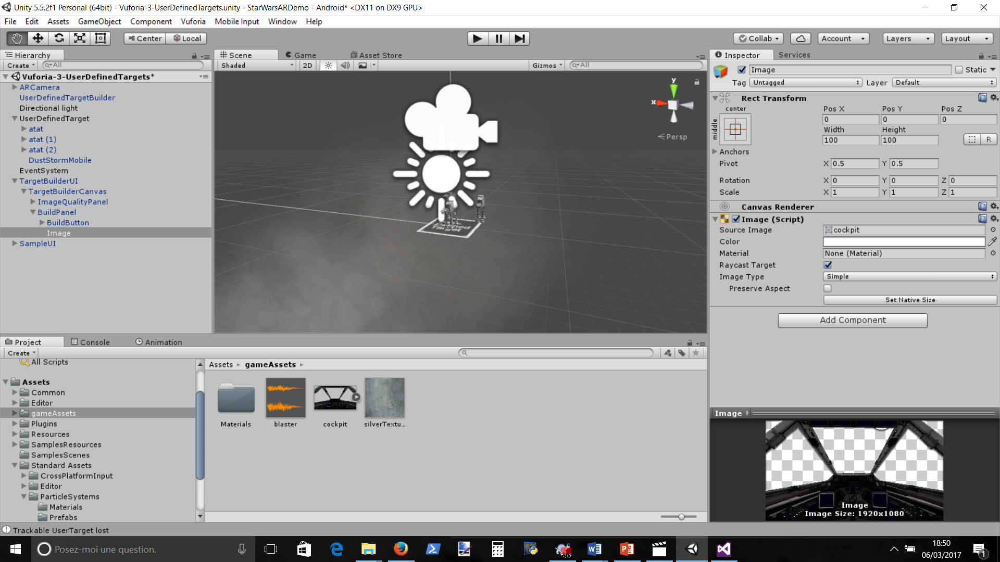 Unity 5.5.2f1 Personal (64bit) - Vuforia-3-UserDefinedTargets.unity - StarWarsARDemo - Android* <DX11 on DX9 GPU>
File Edit Assets GameObject Component Vuforia Mobile Input Window Help
Center Local
Collab Account Layers Layout
Hierarchy
Create All
Vuforia-3-UserDefinedTargets*
ARCamera
UserDefinedTargetBuilder
Directional light
UserDefinedTarget
atat
atat (1)
atat (2)
DustStormMobile
EventSystem
TargetBuilderUI
TargetBuilderCanvas
ImageQualityPanel
BuildPanel
BuildButton
Image
SampleUI
Scene Game Asset Store
Shaded 2D Gizmos All
y
x
Persp
Defined
Target
Inspector Services
Image Static
Tag Untagged Layer Default
Rect Transform
center
middle
Pos X Pos Y Pos Z
0 0 0
Width Height
100 100 R
Anchors
Pivot X 0.5 Y 0.5
Rotation X 0 Y 0 Z 0
Scale X 1 Y 1 Z 1
Canvas Renderer
Image (Script)
Source Image cockpit
Color
Material None (Material)
Raycast Target
Image Type Simple
Preserve Aspect
Set Native Size
Add Component
Image
Image
Image Size: 1920x1080
Project Console Animation
Create
All Scripts
Assets
Common
Editor
gameAssets
Plugins
Resources
SamplesResources
SamplesScenes
Standard Assets
CrossPlatformInput
Editor
ParticleSystems
Materials
Prefabs
Assets gameAssets
Materials blaster cockpit silverTextu...
Trackable UserTarget lost
Posez-moi une question.
18:50
06/03/2017
1